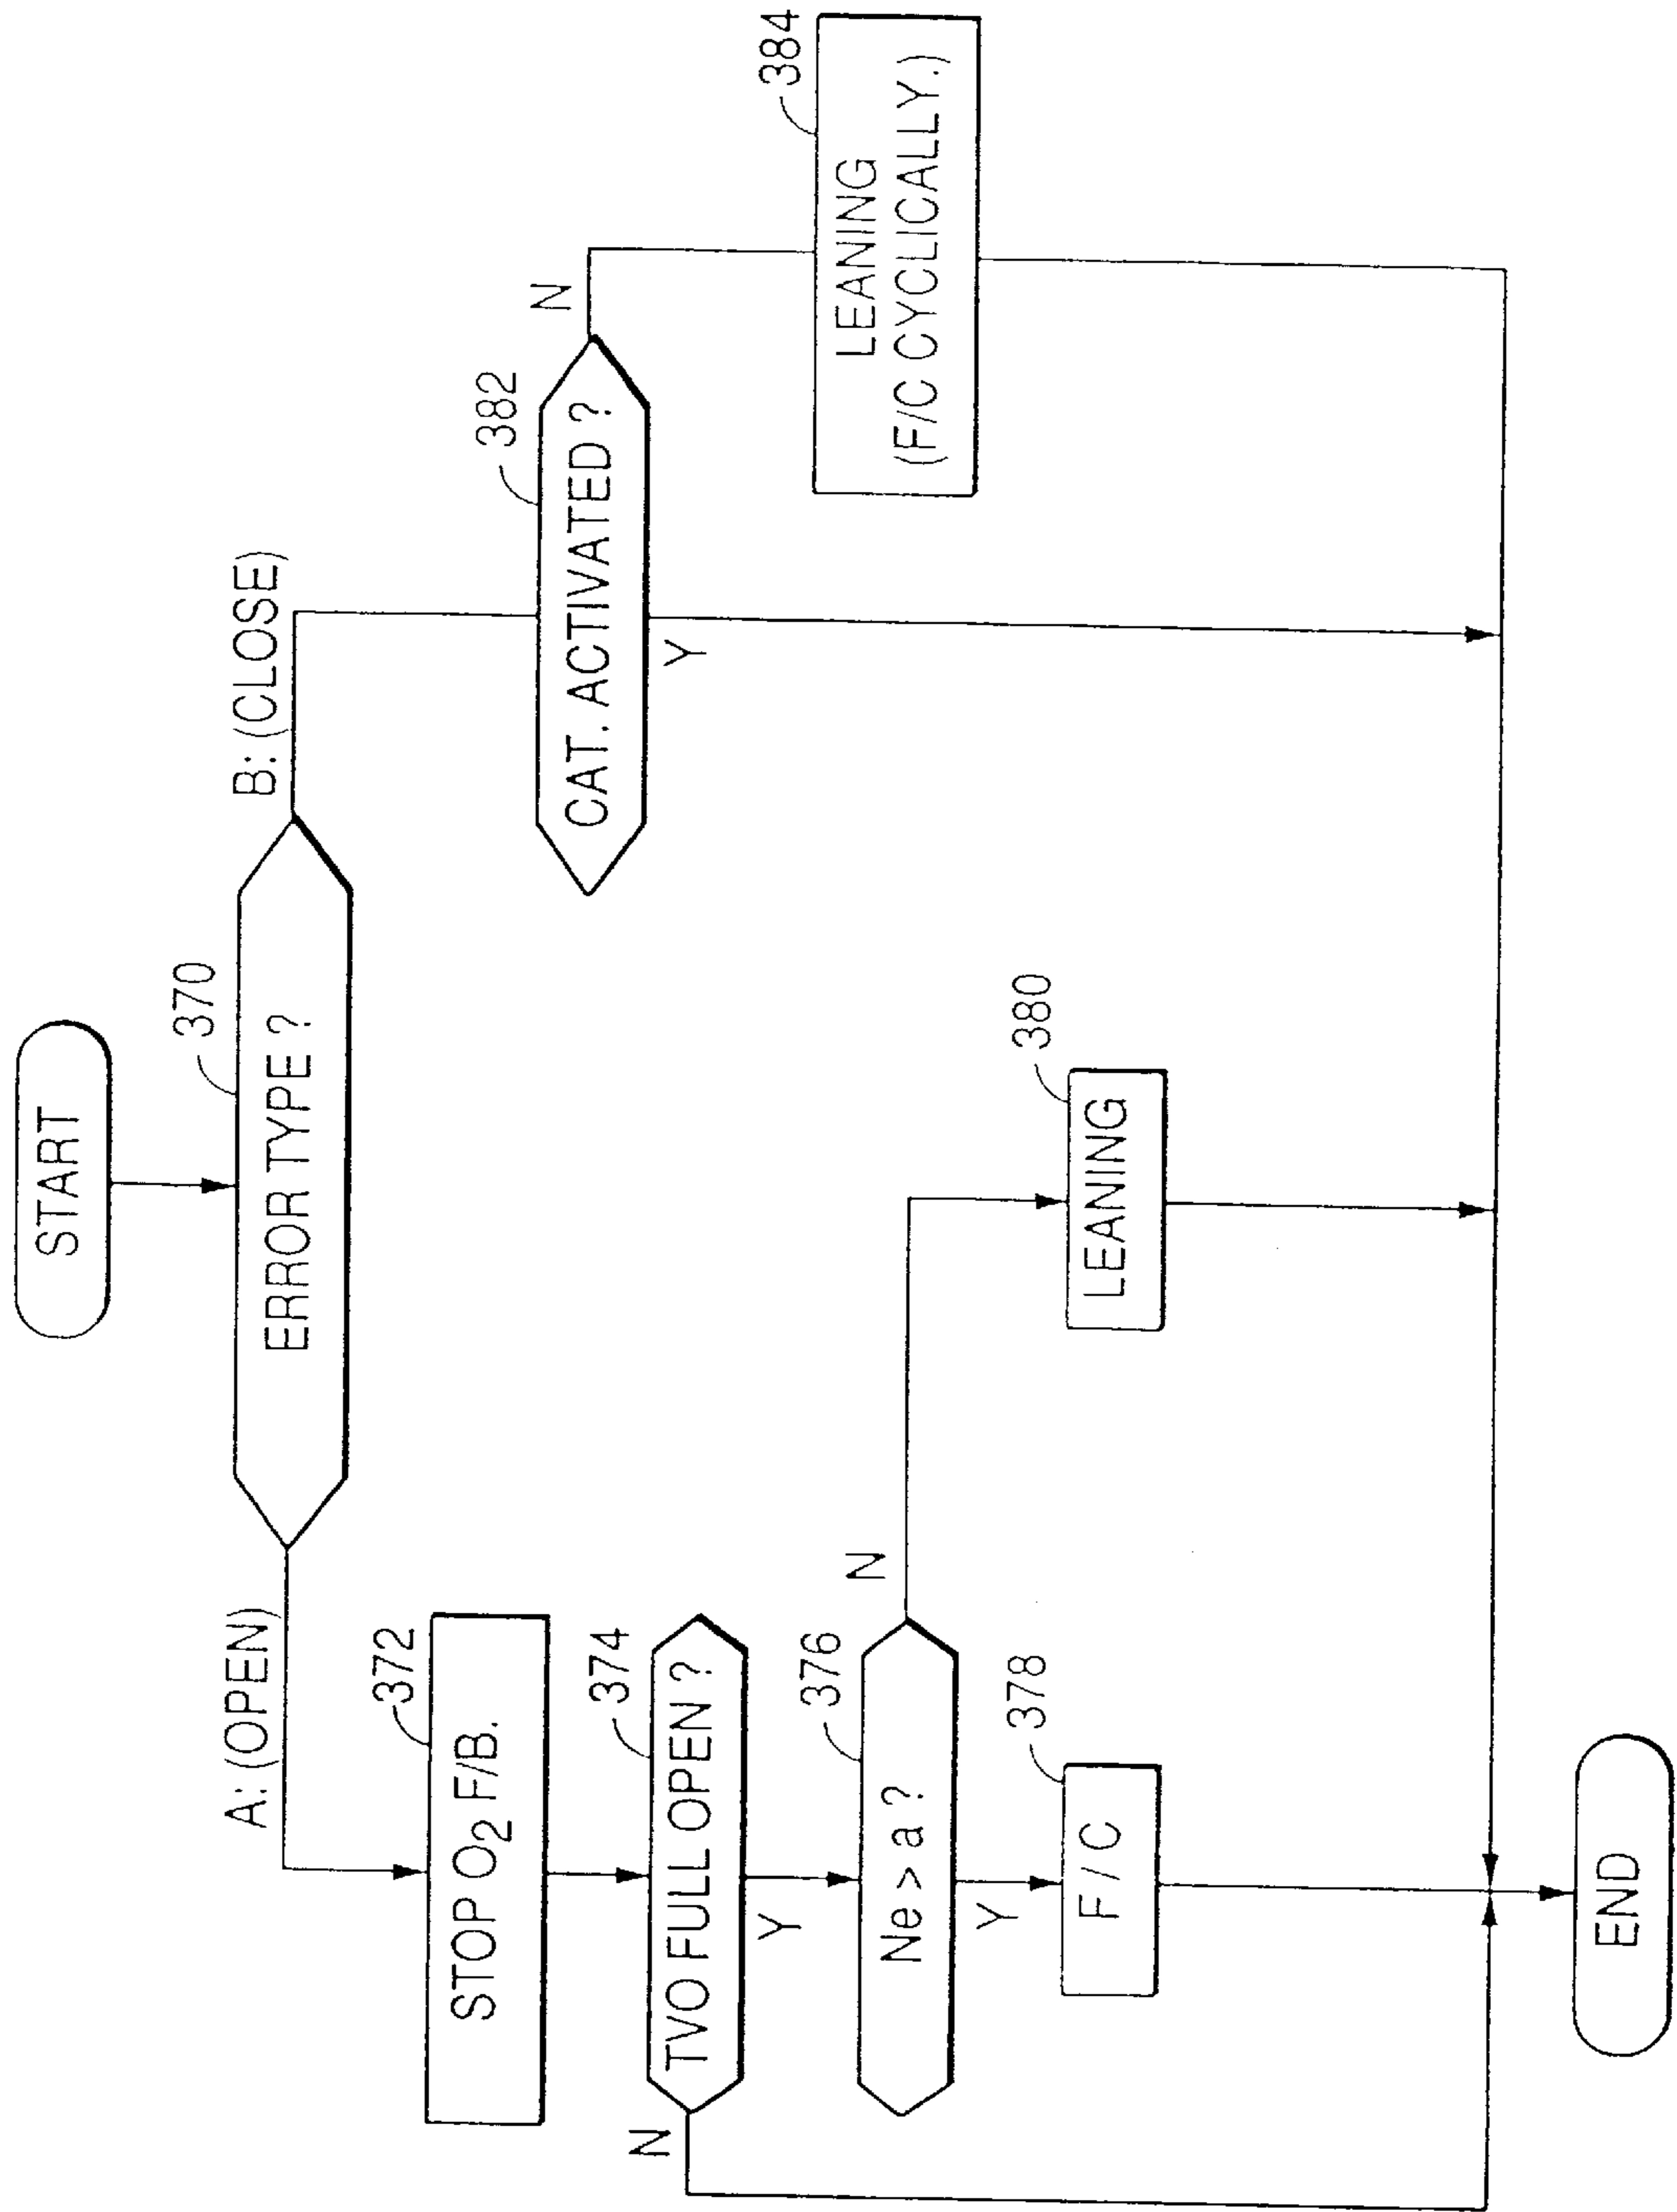 START
370
ERROR TYPE ?
A: (OPEN)
B: (CLOSE)
372
STOP O₂ F/B.
374
TVO FULL OPEN ?
N
Y
376
Ne > a ?
N
Y
378
F / C
380
LEANING
382
CAT. ACTIVATED ?
N
Y
384
LEANING
(F/C CYCLICALLY.)
END